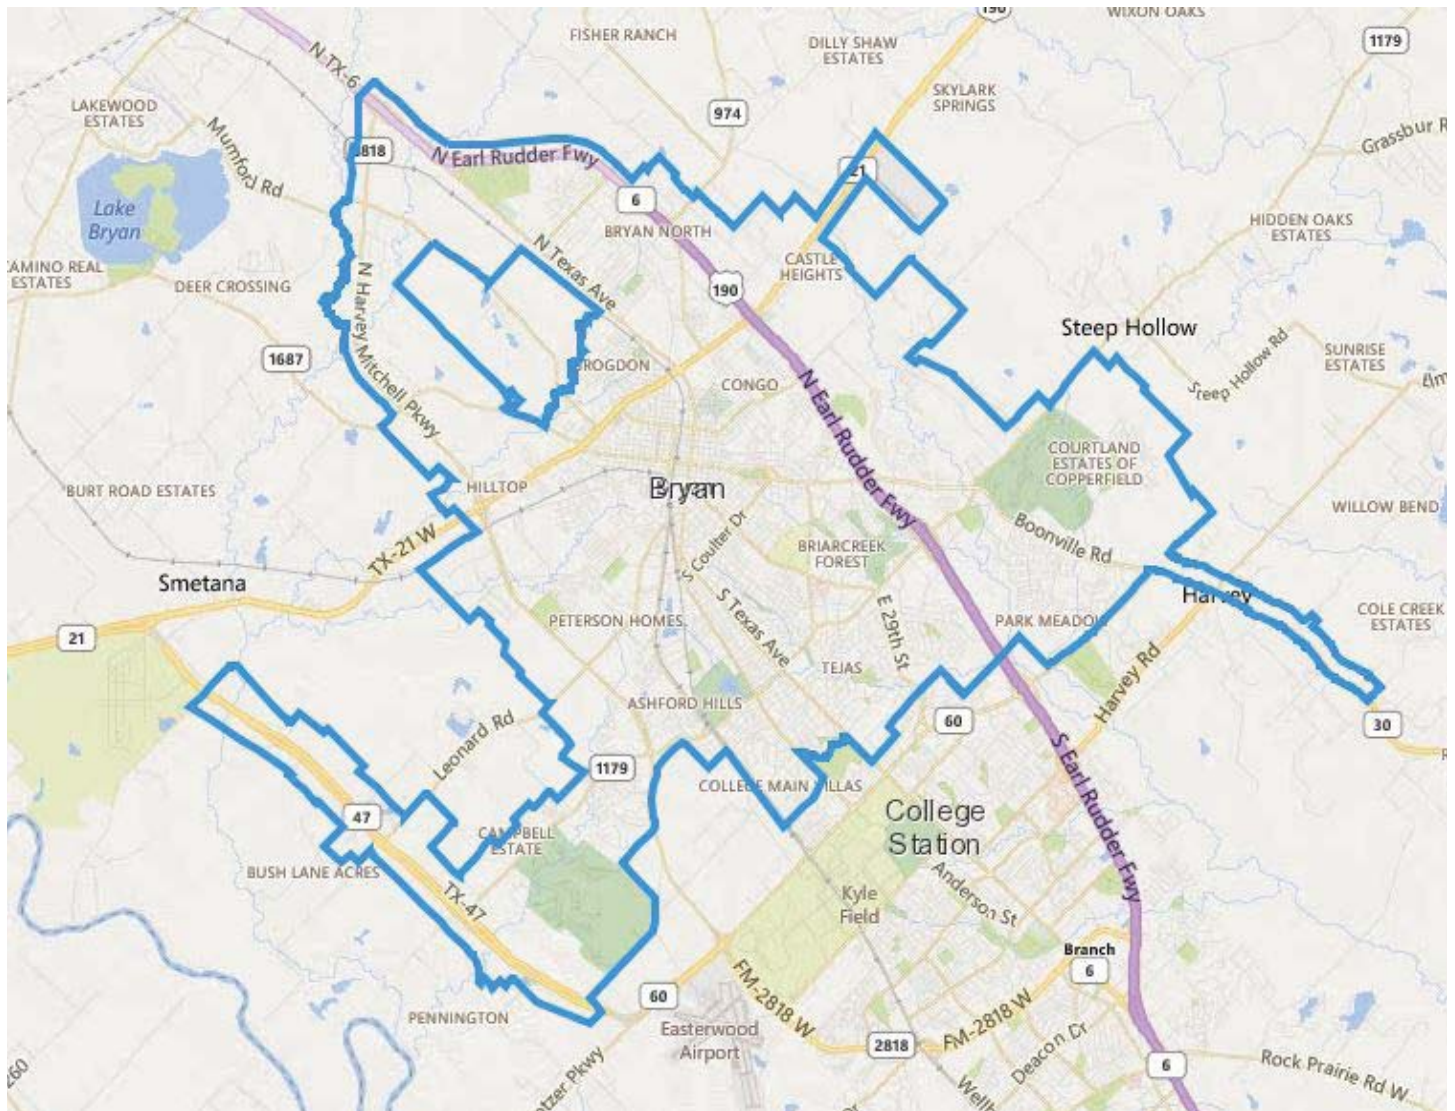 190
WIXON OAKS
FISHER RANCH
DILLY SHAW
ESTATES
1179
N TX-6
SKYLARK
SPRINGS
LAKEWOOD
ESTATES
974
Mumford Rd
2818
N Earl Rudder Fwy
21
6
Lake
Bryan
BRYAN NORTH
HIDDEN OAKS
ESTATES
N Texas Ave
CASTLE
HEIGHTS
CAMINO REAL
ESTATES
DEER CROSSING
190
N Harvey Mitchell Pkwy
Steep Hollow
1687
Steep Hollow Rd
SUNRISE
ESTATES
BROGDON
CONGO
N Earl Rudder Fwy
COURTLAND
ESTATES OF
COPPERFIELD
BURT ROAD ESTATES
HILLTOP
Bryan
WILLOW BEND
Boonville Rd
TX-21 W
S Coulter Dr
BRIARCREEK
FOREST
Smetana
Harvey
PETERSON HOMES
S Texas Ave
E 29th St
PARK MEADOW
COLE CREEK
ESTATES
21
TEJAS
Harvey Rd
ASHFORD HILLS
60
30
Leonard Rd
1179
S Earl Rudder Fwy
COLLEGE MAIN VILLAS
47
College
Station
CAMPBELL
ESTATE
BUSH LANE ACRES
TX-47
Kyle
Field
Anderson St
Branch
6
60
FM-2818 W
FM-2818 W
PENNINGTON
Easterwood
Airport
2818
Deacon Dr
6
Rock Prairie Rd W